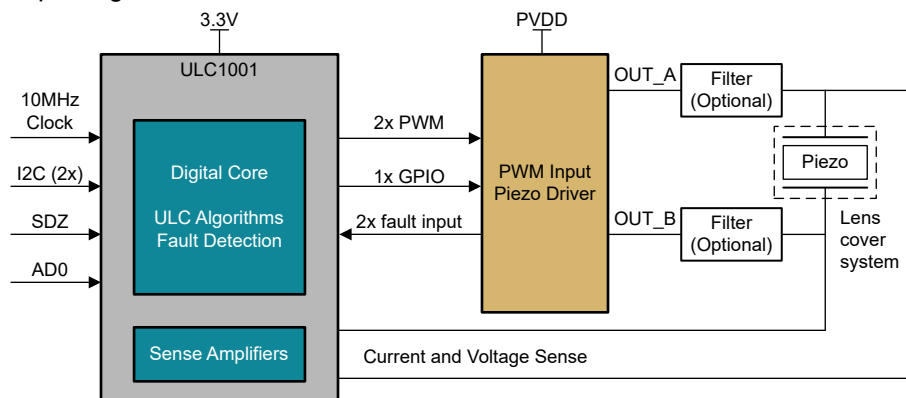 3.3V
PVDD
ULC1001
OUT_A
Filter
(Optional)
10MHz
Clock
2x PWM
Piezo
I2C (2x)
Digital Core
1x GPIO
PWM Input
Piezo Driver
ULC Algorithms
Fault Detection
SDZ
2x fault input
OUT_B
Filter
(Optional)
Lens
cover
system
AD0
Sense Amplifiers
Current and Voltage Sense